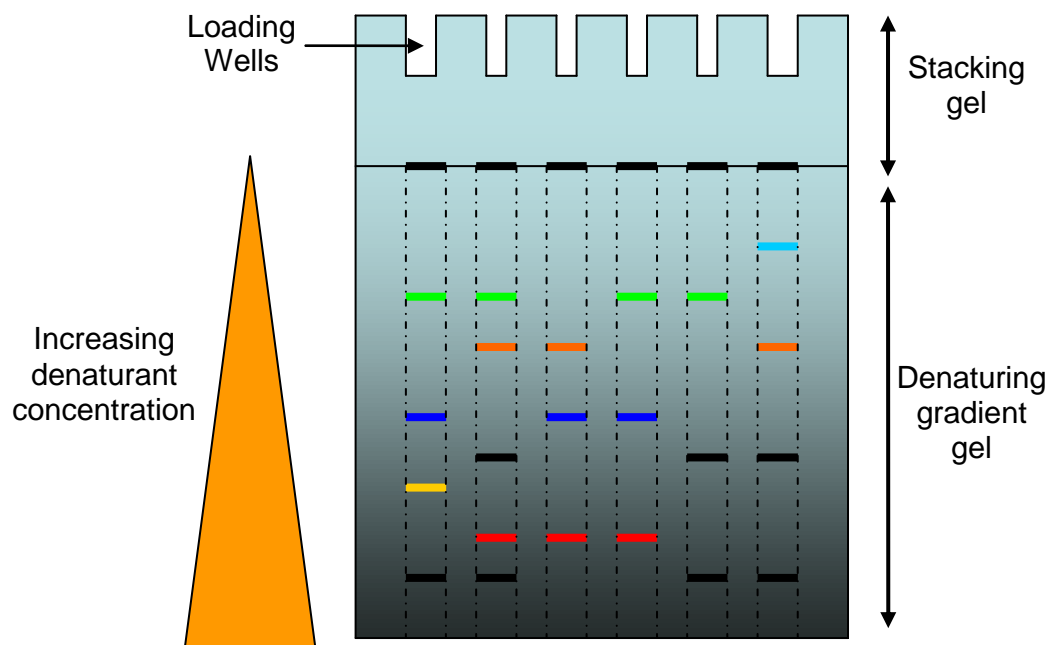 Loading
Wells
Stacking
gel
Increasing
denaturant
concentration
Denaturing
gradient
gel